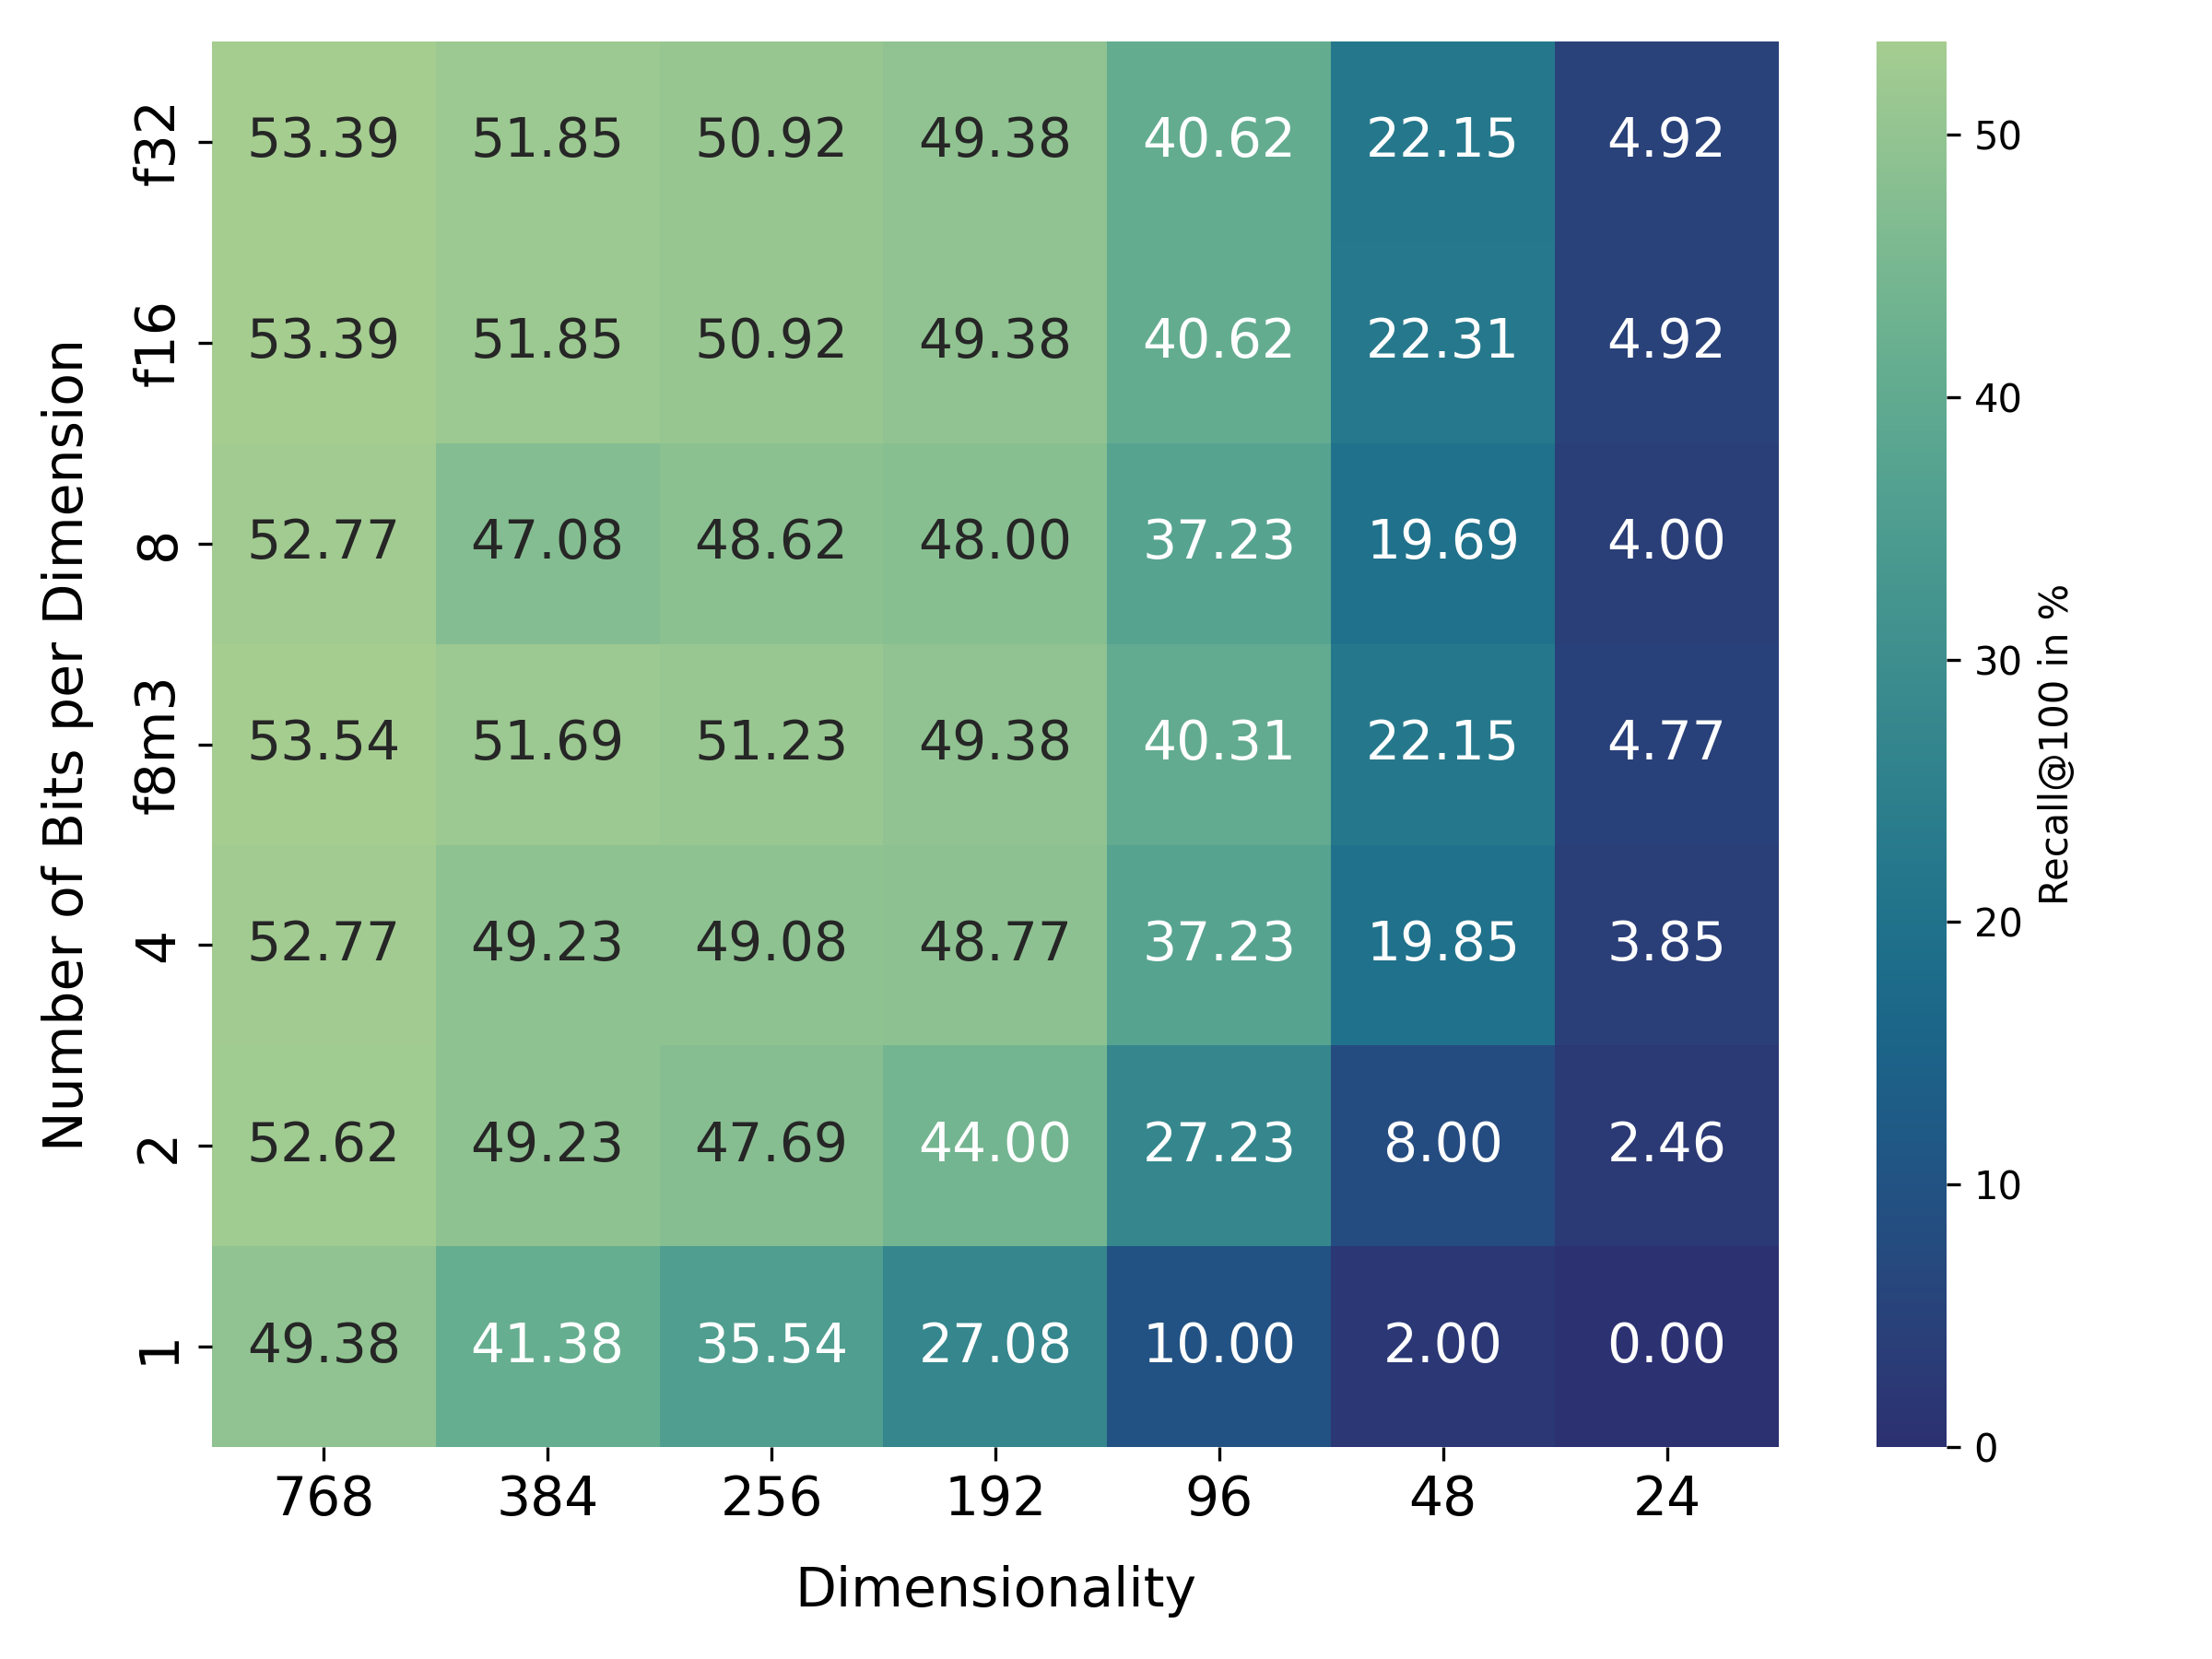 Number of Bits per Dimension
f32 53.39 51.85 50.92 49.38 40.62 22.15 4.92
f16 53.39 51.85 50.92 49.38 40.62 22.31 4.92
8 52.77 47.08 48.62 48.00 37.23 19.69 4.00
f8m3 53.54 51.69 51.23 49.38 40.31 22.15 4.77
4 52.77 49.23 49.08 48.77 37.23 19.85 3.85
2 52.62 49.23 47.69 44.00 27.23 8.00 2.46
1 49.38 41.38 35.54 27.08 10.00 2.00 0.00
768 384 256 192 96 48 24
Dimensionality
50
40
30
20
10
0
Recall@100 in %